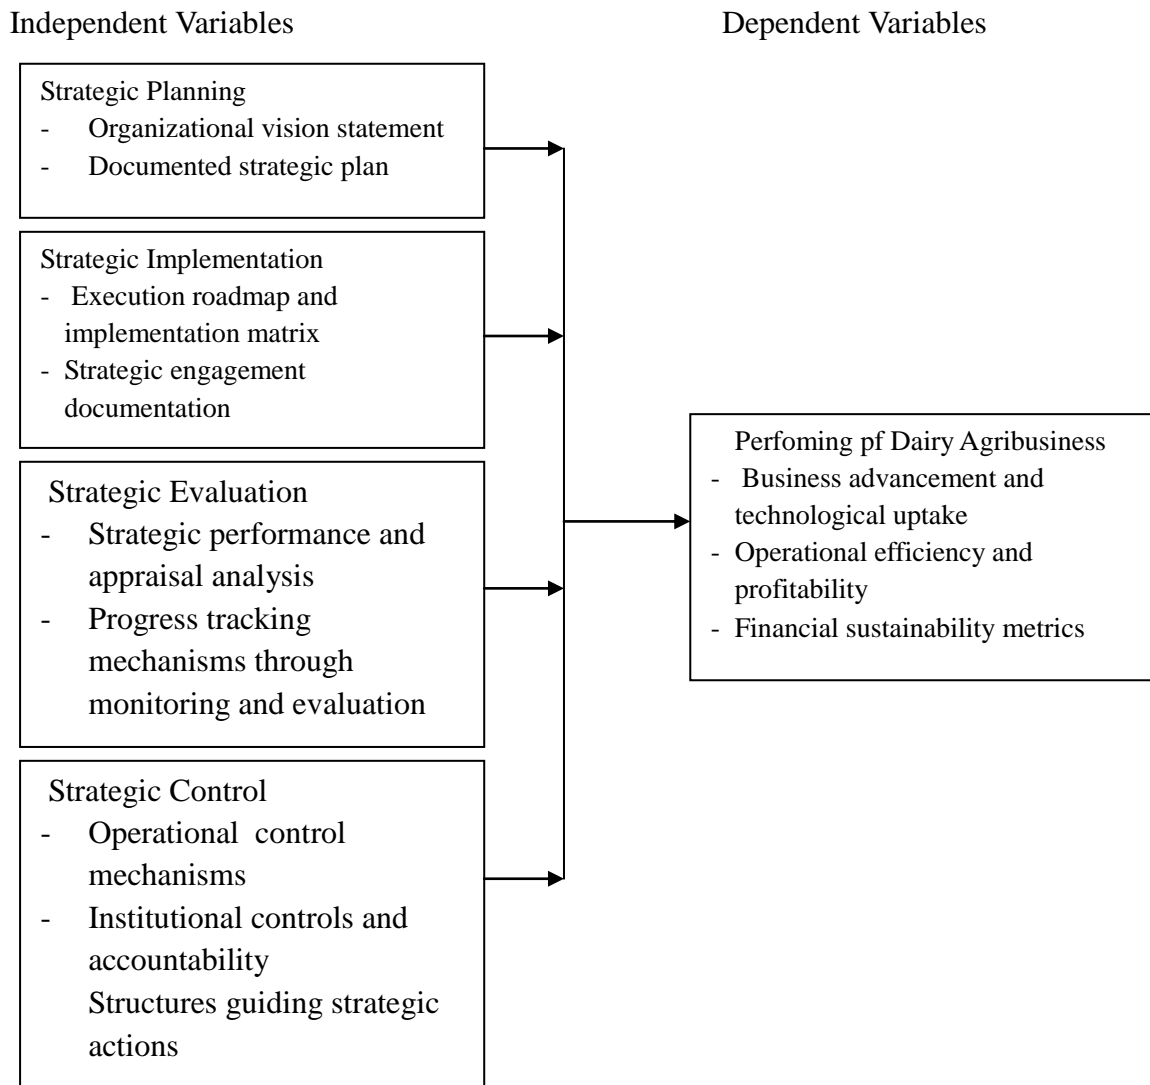 Independent Variables
Dependent Variables
Strategic Planning
- Organizational vision statement
- Documented strategic plan
Strategic Implementation
- Execution roadmap and
implementation matrix
- Strategic engagement
documentation
Strategic Evaluation
- Strategic performance and
appraisal analysis
- Progress tracking
mechanisms through
monitoring and evaluation
Strategic Control
- Operational control
mechanisms
- Institutional controls and
accountability
Structures guiding strategic
actions
Perfoming pf Dairy Agribusiness
- Business advancement and
technological uptake
- Operational efficiency and
profitability
- Financial sustainability metrics